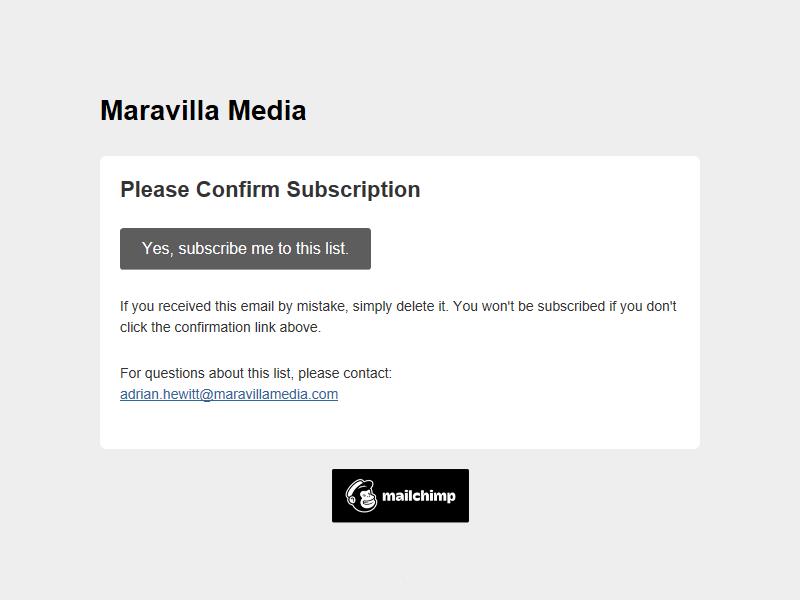 Maravilla Media
Please Confirm Subscription
Yes, subscribe me to this list.
If you received this email by mistake, simply delete it. You won't be subscribed if you don't
click the confirmation link above.
For questions about this list, please contact:
adrian.hewitt@maravillamedia.com
mailchimp